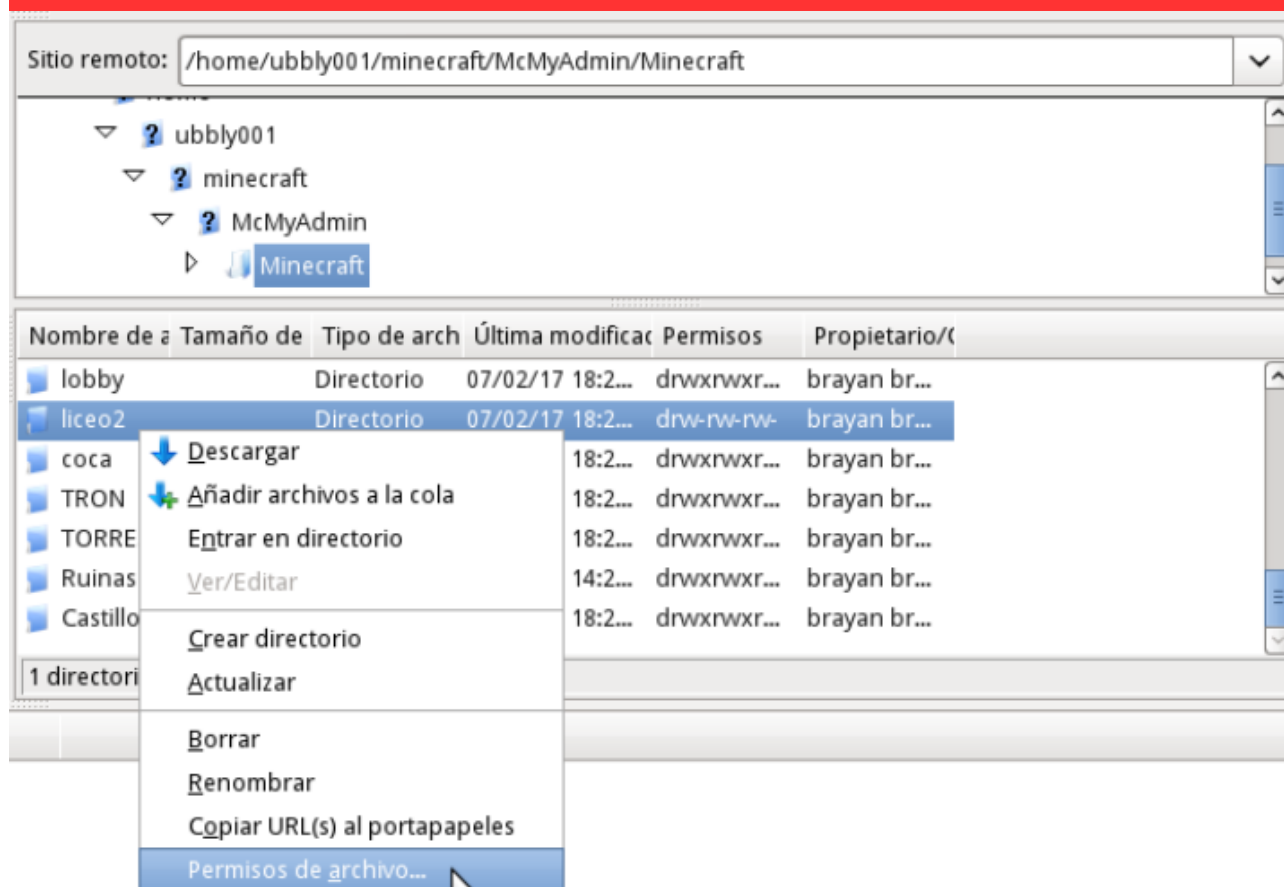 Sitio remoto: /home/ubbly001/minecraft/McMyAdmin/Minecraft
ubbly001
minecraft
McMyAdmin
Minecraft
Nombre de a Tamaño de Tipo de arch Última modificac Permisos Propietario/G
lobby Directorio 07/02/17 18:2... drwxrwxr... brayan br...
liceo2 Directorio 07/02/17 18:2... drw-rw-rw- brayan br...
coca 18:2... drwxrwxr... brayan br...
TRON 18:2... drwxrwxr... brayan br...
TORRE 18:2... drwxrwxr... brayan br...
Ruinas 14:2... drwxrwxr... brayan br...
Castillo 18:2... drwxrwxr... brayan br...
1 directori
Descargar
Añadir archivos a la cola
Entrar en directorio
Ver/Editar
Crear directorio
Actualizar
Borrar
Renombrar
Copiar URL(s) al portapapeles
Permisos de archivo...